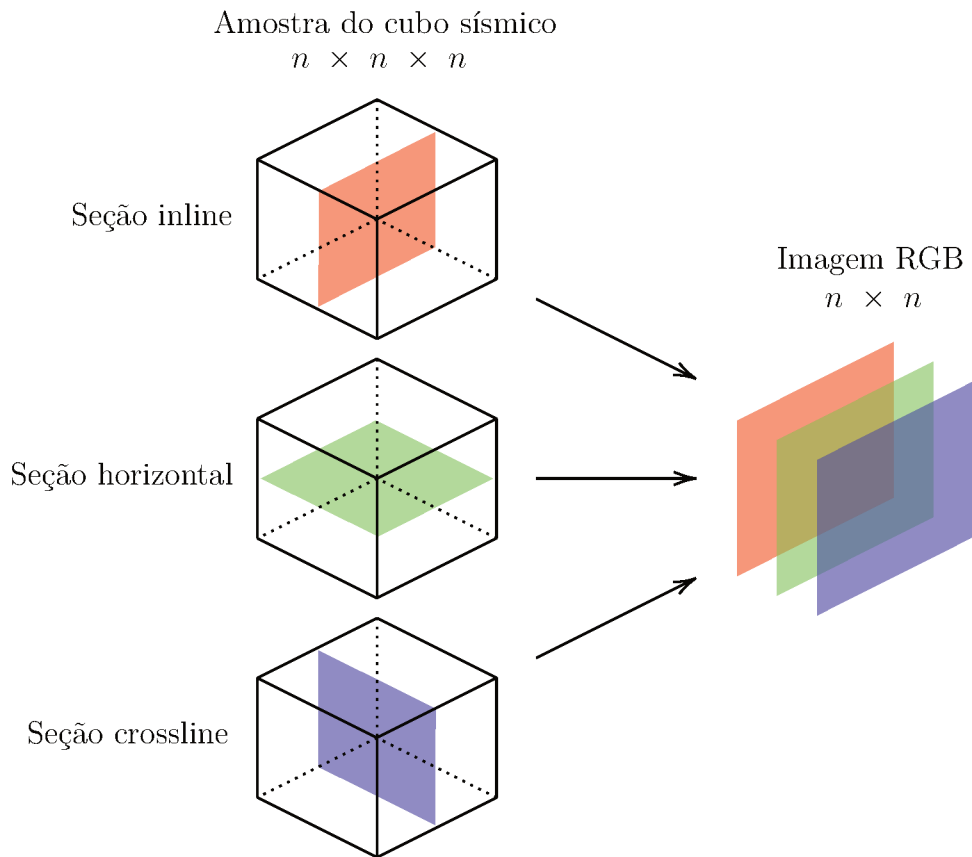 Amostra do cubo sísmico
n × n × n
Seção inline
Imagem RGB
n × n
Seção horizontal
Seção crossline